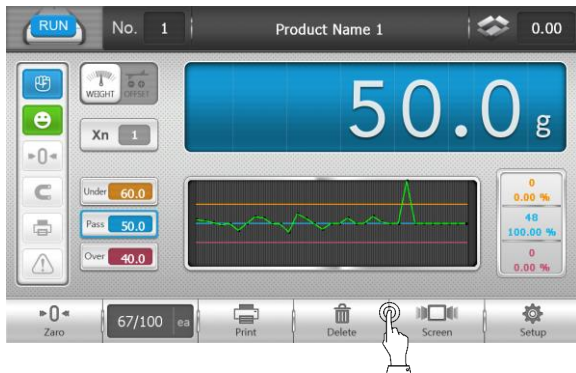 RUN No. 1 Product Name 1 0.00
WEIGHT OFFSET
50.0 g
Xn 1
▶0◀
Under 60.0
Pass 50.0
Over 40.0
0
0.00 %
48
100.00 %
0
0.00 %
▶0◀
Zaro
67/100 ea
Print
Delete
Screen
Setup